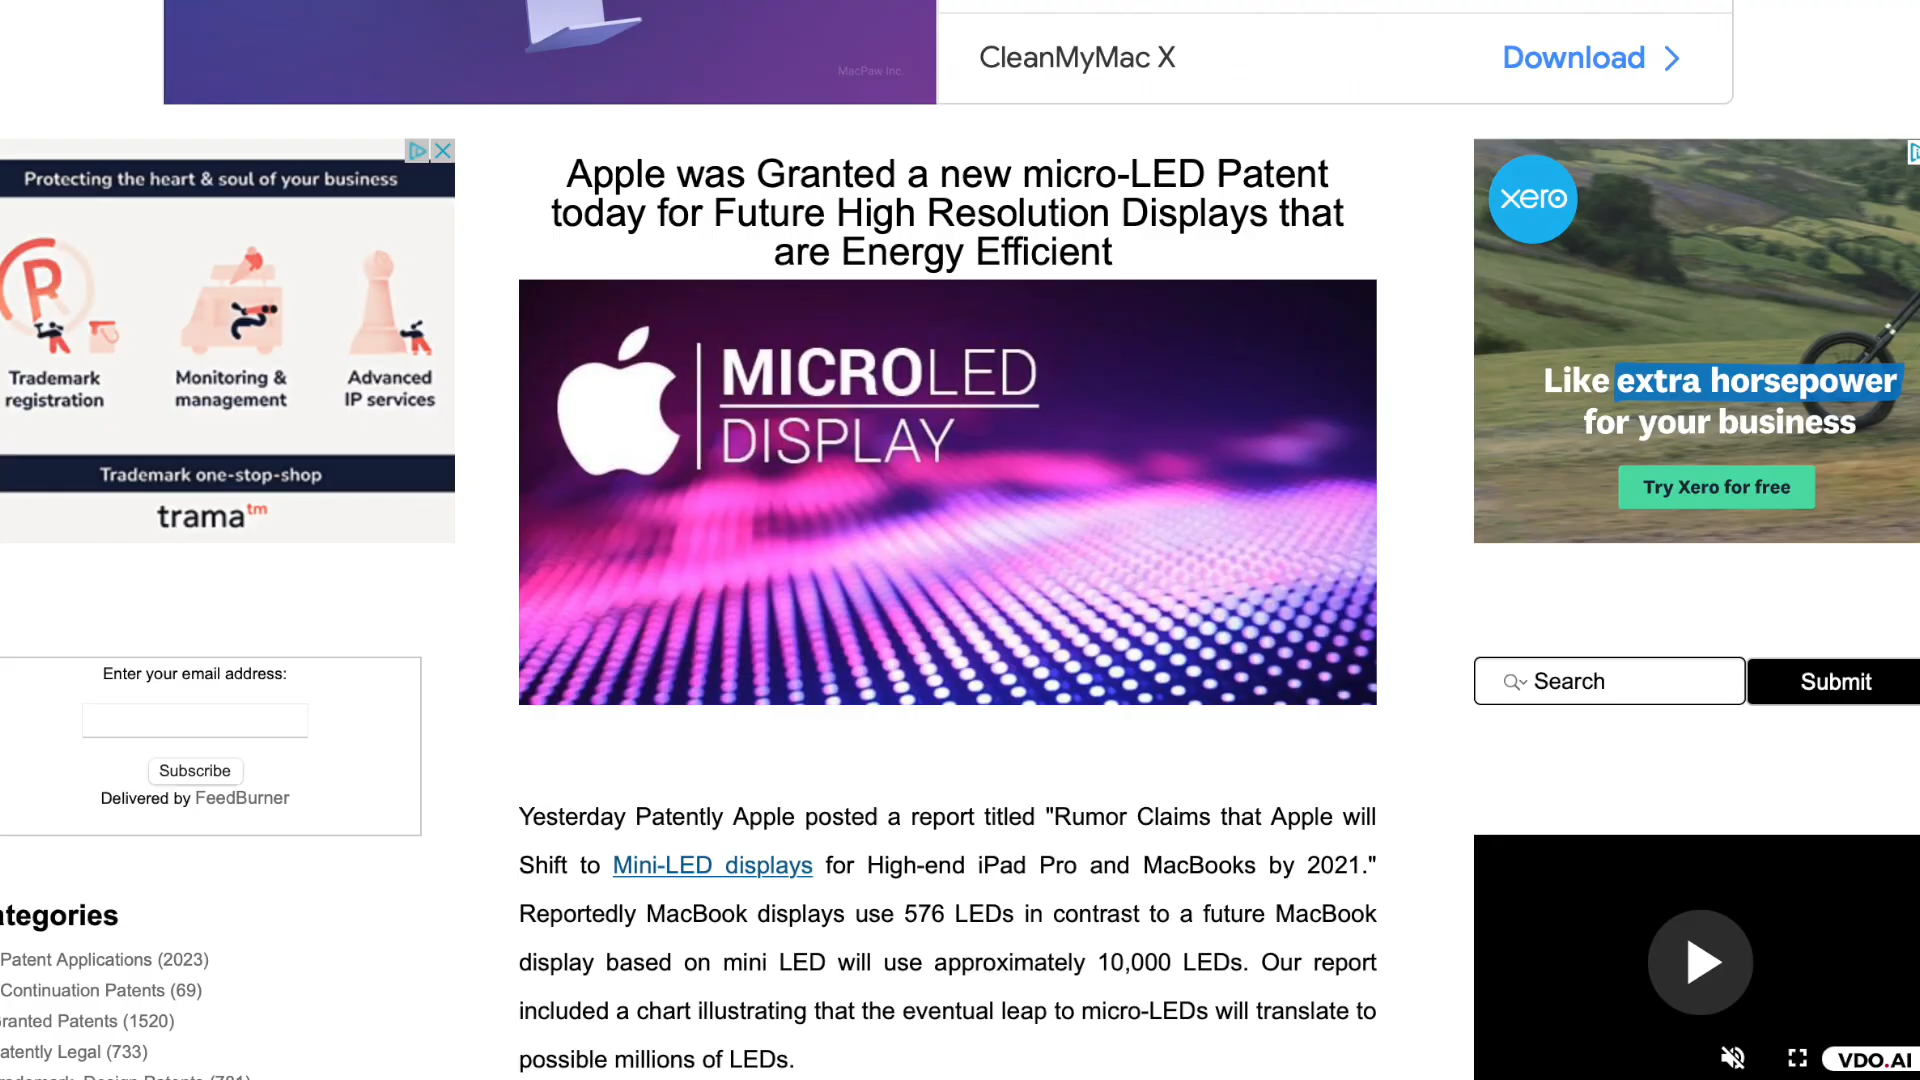 MacPaw Inc.
CleanMyMac X
Download
Protecting the heart & soul of your business
Trademark
registration
Monitoring &
management
Advanced
IP services
Trademark one-stop-shop
trama™
Apple was Granted a new micro-LED Patent
today for Future High Resolution Displays that
are Energy Efficient
MICROLED
DISPLAY
xero
Like extra horsepower
for your business
Try Xero for free
Enter your email address:
Subscribe
Delivered by FeedBurner
Search
Submit
Yesterday Patently Apple posted a report titled "Rumor Claims that Apple will
Shift to Mini-LED displays for High-end iPad Pro and MacBooks by 2021."
Reportedly MacBook displays use 576 LEDs in contrast to a future MacBook
display based on mini LED will use approximately 10,000 LEDs. Our report
included a chart illustrating that the eventual leap to micro-LEDs will translate to
possible millions of LEDs.
tegories
Patent Applications (2023)
Continuation Patents (69)
ranted Patents (1520)
atently Legal (733)
VDO.AI